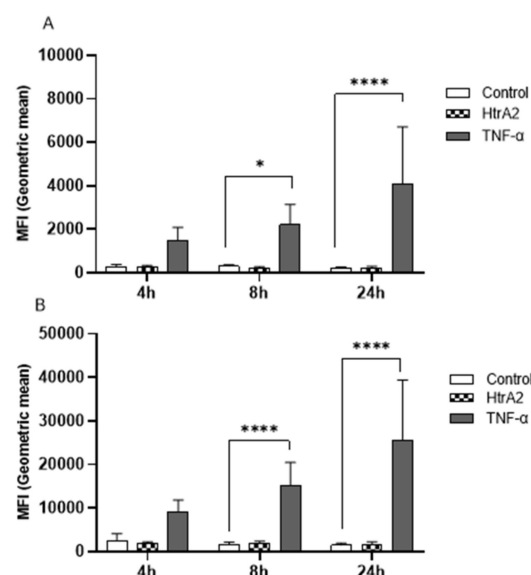 A
10000
8000
6000
4000
2000
0
MFI (Geometric mean)
*
****
4h
8h
24h
Control
HtrA2
TNF-α
B
50000
40000
30000
20000
10000
0
MFI (Geometric mean)
****
****
4h
8h
24h
Control
HtrA2
TNF-α